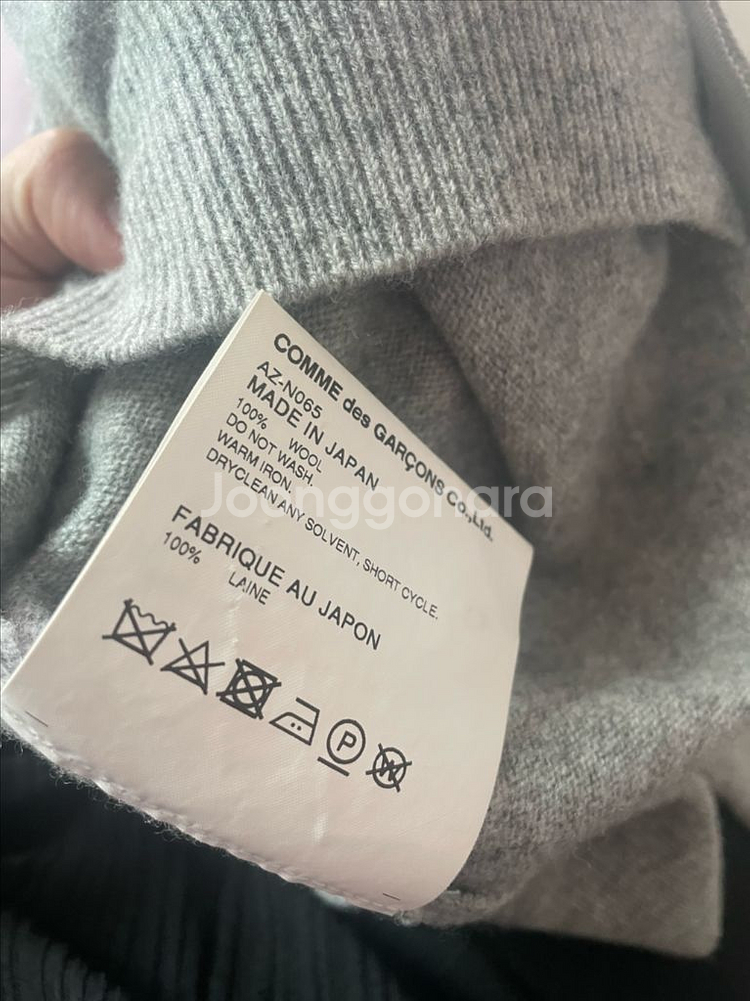 COMME des GARÇONS Co.,Ltd.
AZ-N065
MADE IN JAPAN
100% WOOL
DO NOT WASH.
WARM IRON.
DRYCLEAN ANY SOLVENT, SHORT CYCLE.
Joonggonara
FABRIQUE AU JAPON
100% LAINE
P
W